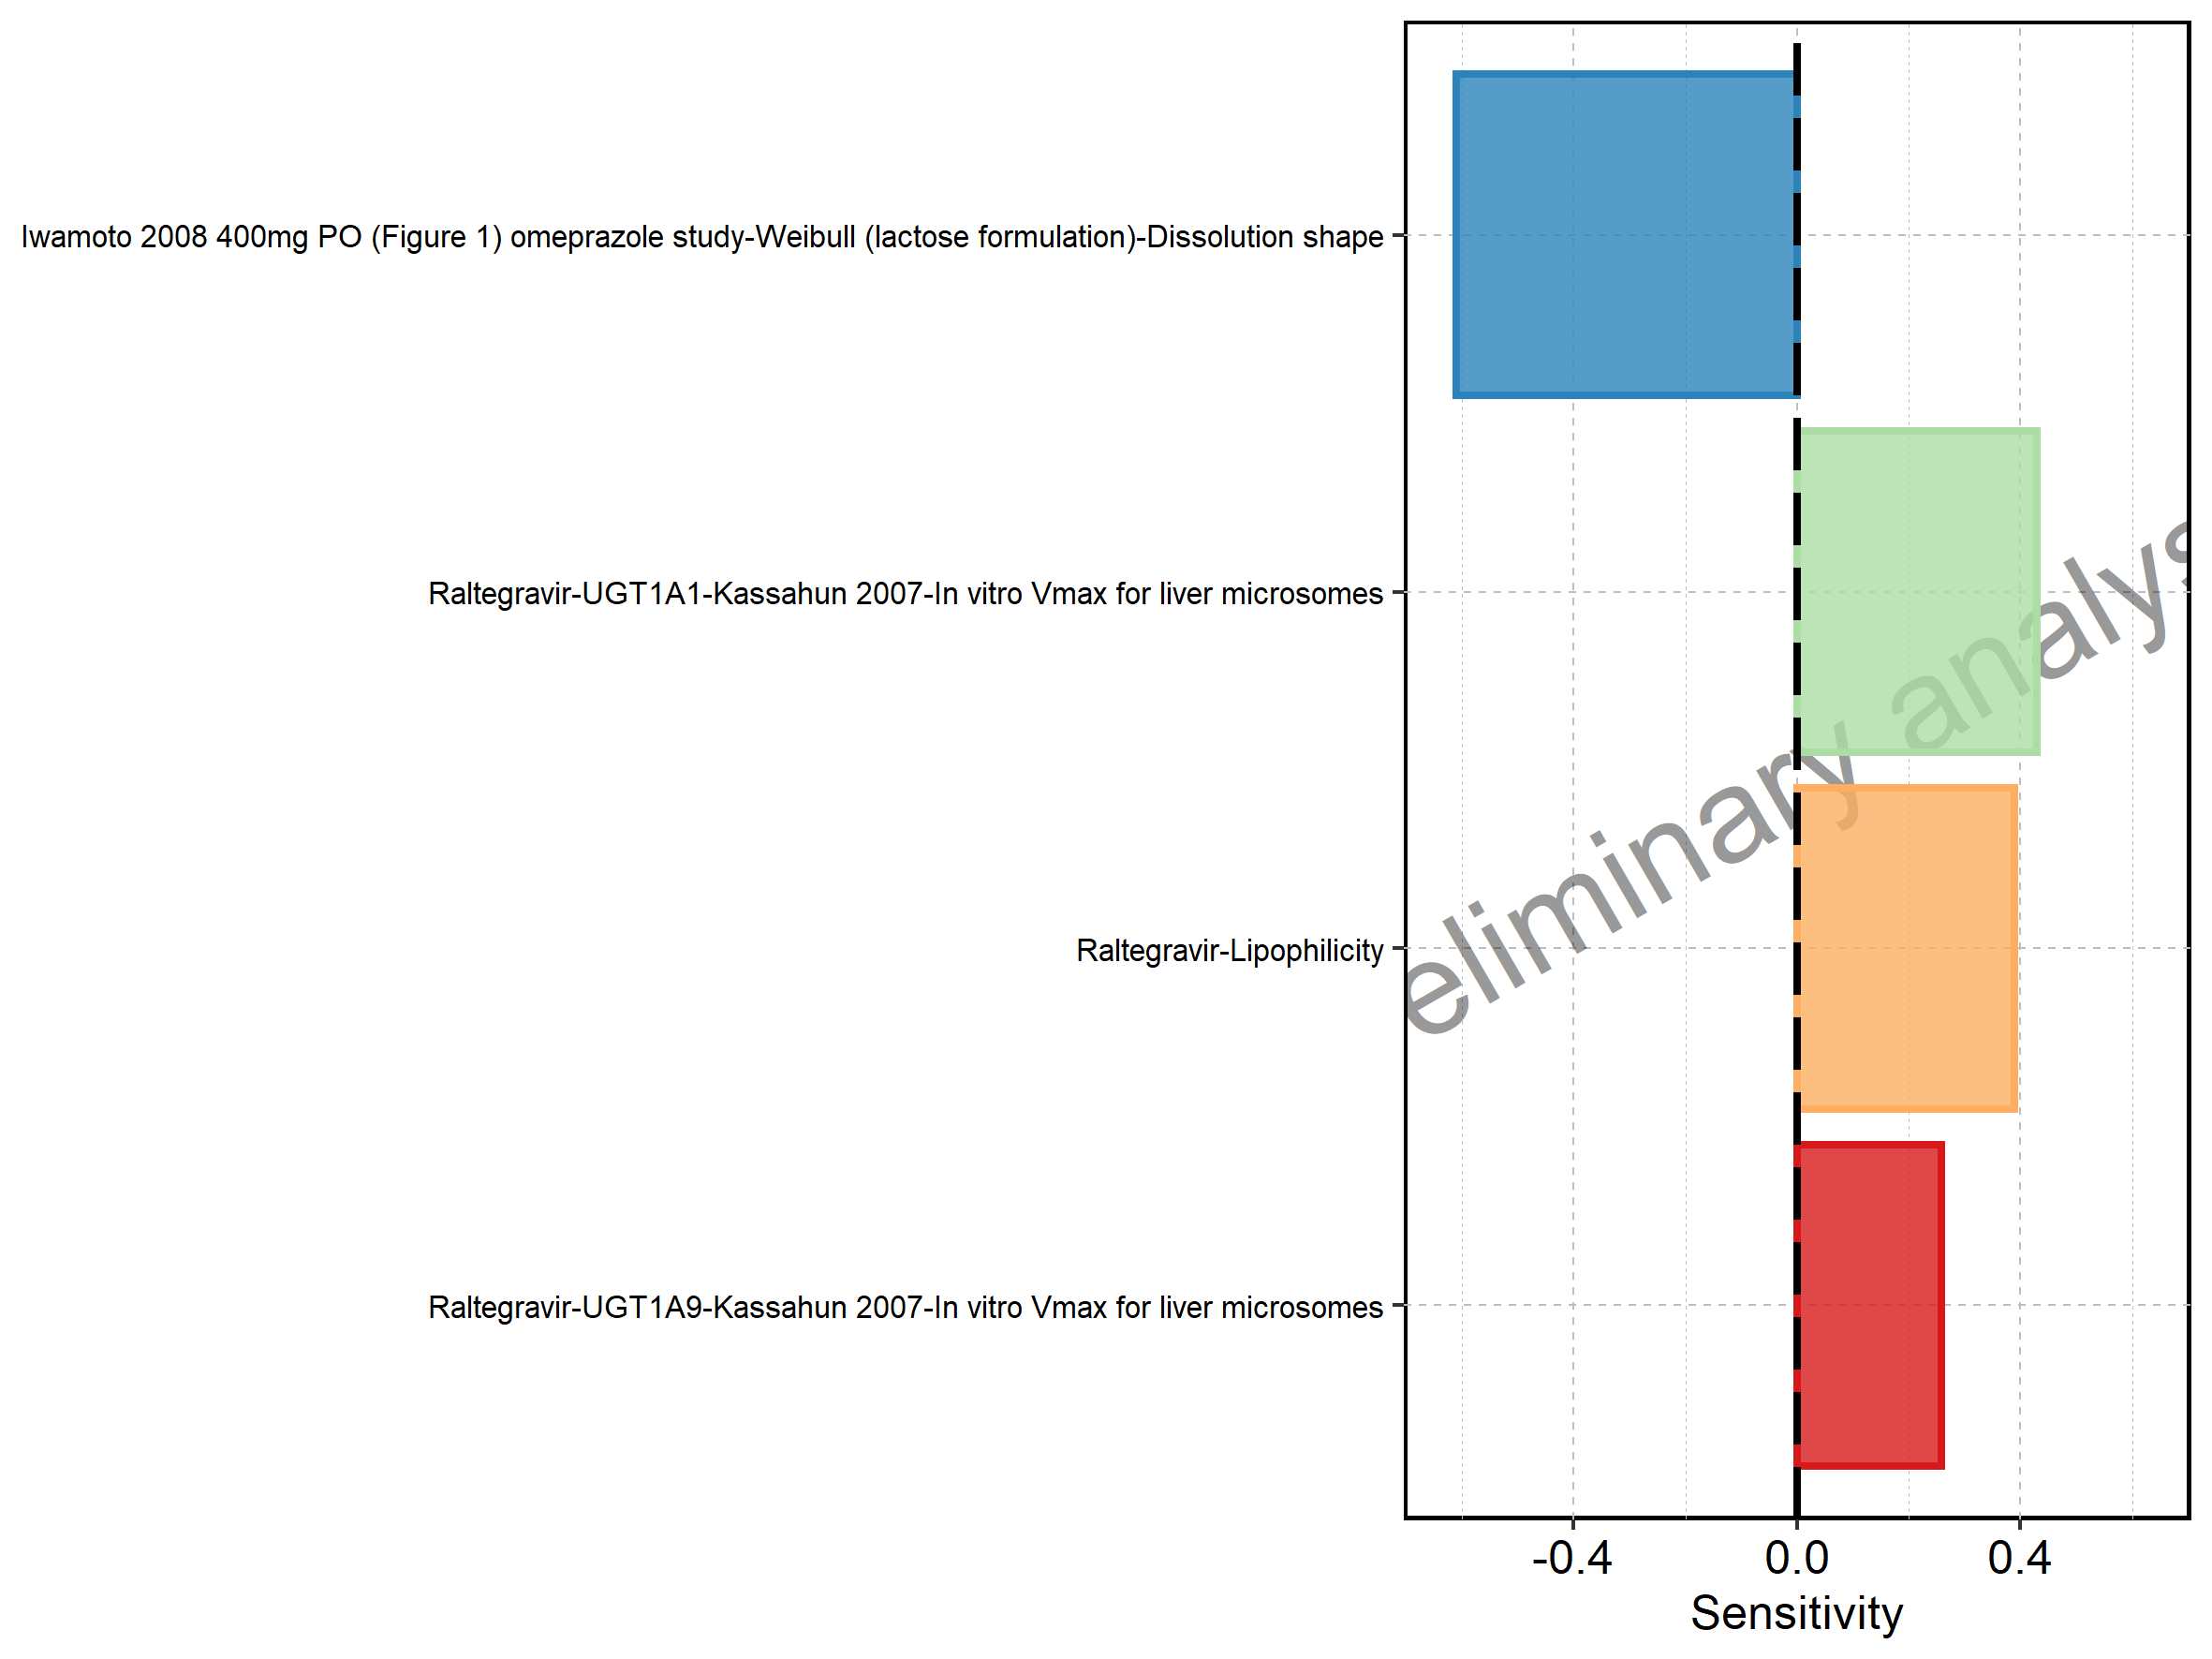 Iwamoto 2008 400mg PO (Figure 1) omeprazole study-Weibull (lactose formulation)-Dissolution shape
Raltegravir-UGT1A1-Kassahun 2007-In vitro Vmax for liver microsomes
eliminary analys
Raltegravir-Lipophilicity
Raltegravir-UGT1A9-Kassahun 2007-In vitro Vmax for liver microsomes
-0.4 0.0 0.4
Sensitivity